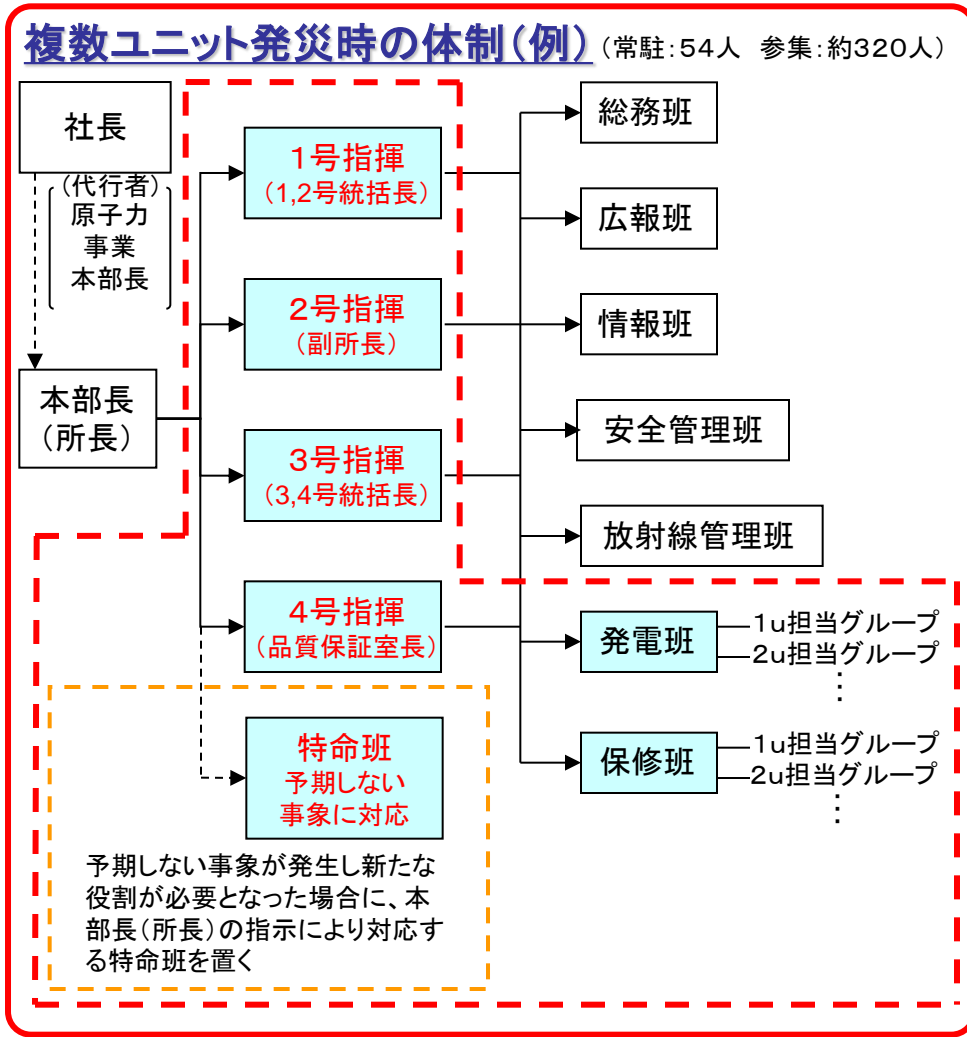 複数ユニット発災時の体制(例)(常駐:54人 参集:約320人)
社長
(代行者)
原子力
事業
本部長
本部長
(所長)
1号指揮
(1,2号統括長)
2号指揮
(副所長)
3号指揮
(3,4号統括長)
4号指揮
(品質保証室長)
特命班
予期しない
事象に対応
予期しない事象が発生し新たな
役割が必要となった場合に、本
部長(所長)の指示により対応す
る特命班を置く
総務班
広報班
情報班
安全管理班
放射線管理班
発電班
1u担当グループ
2u担当グループ
:
保修班
1u担当グループ
2u担当グループ
: